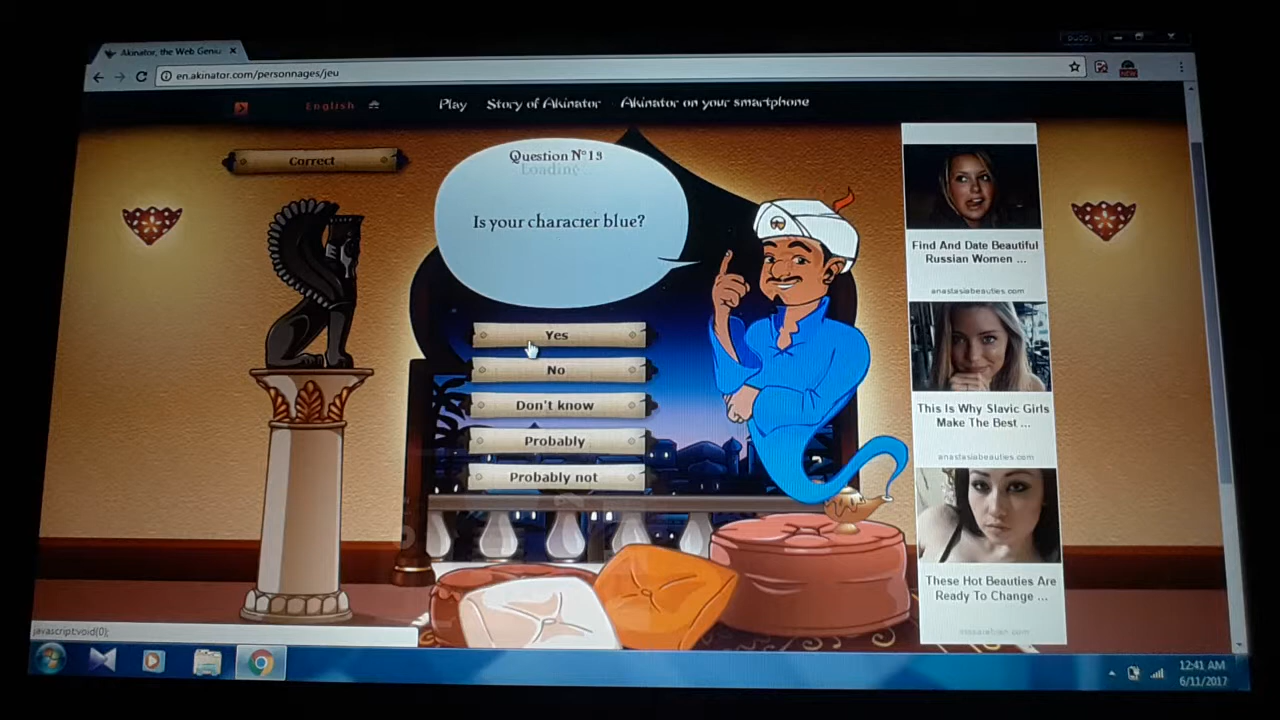 Akinator, the Web Geniu
en.akinator.com/personnages/jeu
English
Play
Story of Akinator
Akinator on your smartphone
Correct
Question N°13
Loading
Is your character blue?
Yes
No
Don't know
Probably
Probably not
Find And Date Beautiful
Russian Women ...
anastasiabeauties.com
This Is Why Slavic Girls
Make The Best ...
anastasiabeauties.com
These Hot Beauties Are
Ready To Change ...
javascript:void(0);
12:41 AM
6/11/2017